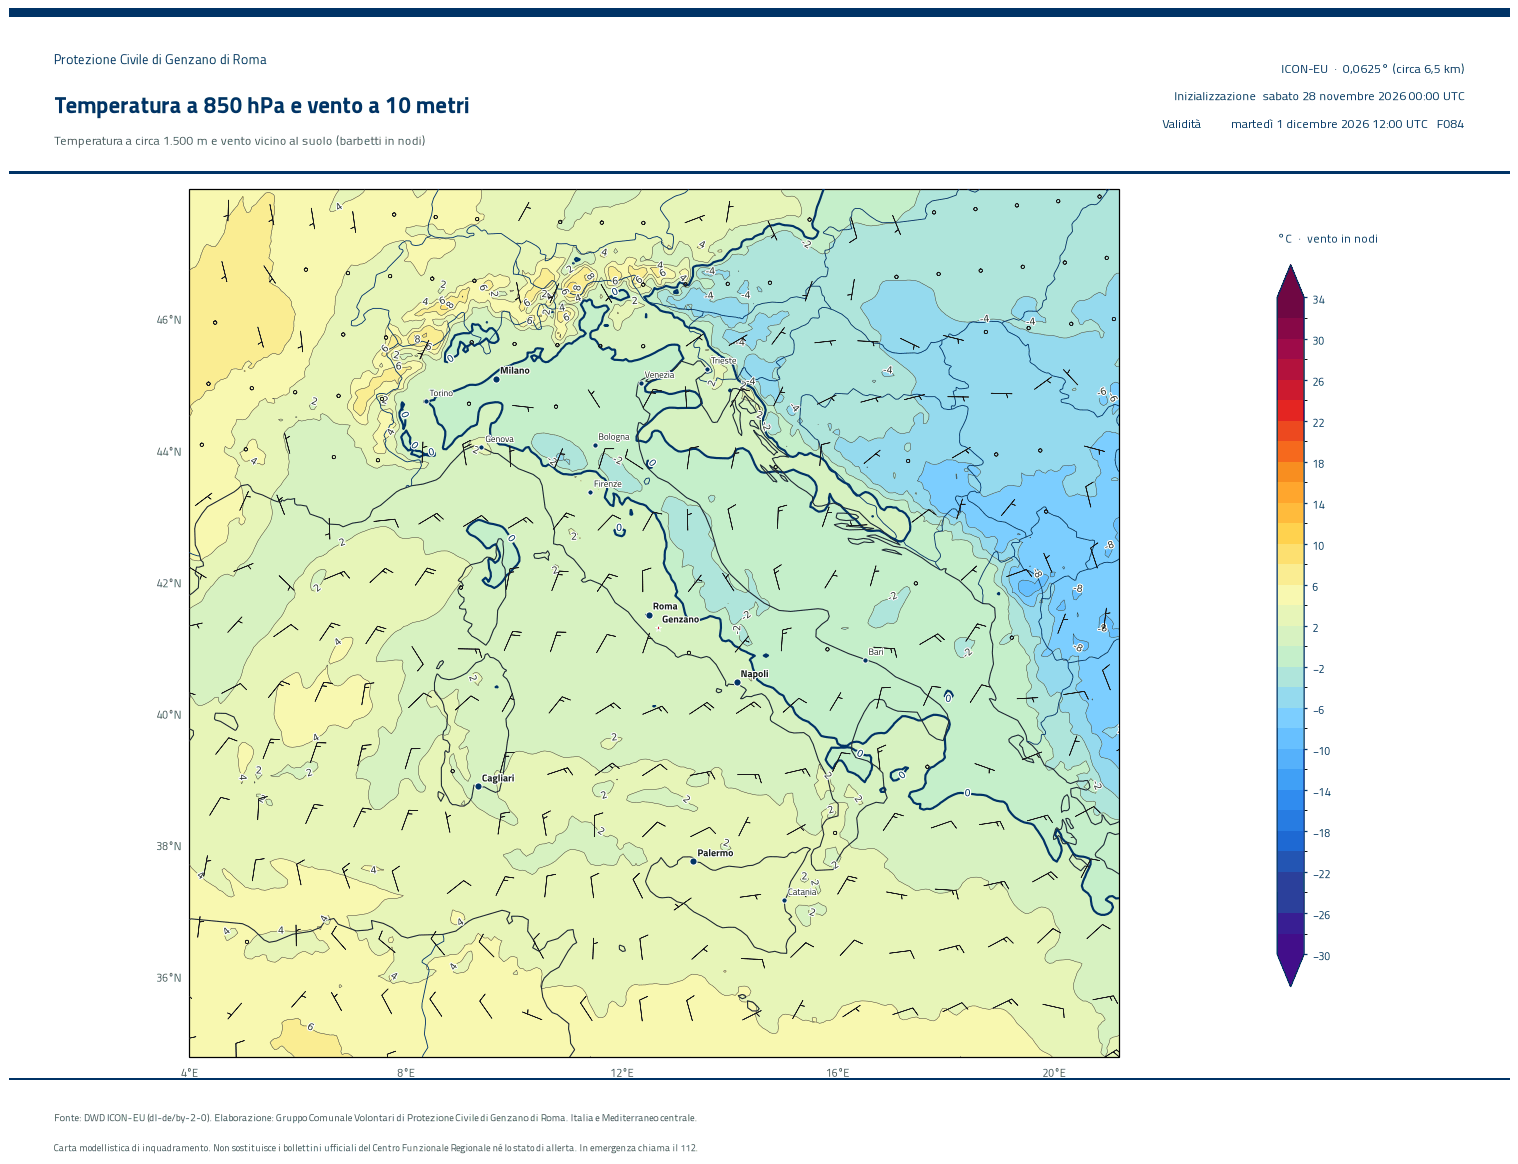 Protezione Civile di Genzano di Roma
Temperatura a 850 hPa e vento a 10 metri
Temperatura a circa 1.500 m e vento vicino al suolo (barbetti in nodi)
ICON-EU · 0,0625° (circa 6,5 km)
Inizializzazione sabato 28 novembre 2026 00:00 UTC
Validità martedì 1 dicembre 2026 12:00 UTC F084
°C · vento in nodi
34
30
26
22
18
14
10
6
2
−2
−6
−10
−14
−18
−22
−26
−30
46°N
44°N
42°N
40°N
38°N
36°N
4°E
8°E
12°E
16°E
20°E
Milano
Torino
Venezia
Trieste
Genova
Bologna
Firenze
Roma
Genzano
Napoli
Bari
Cagliari
Palermo
Catania
Fonte: DWD ICON-EU (dl-de/by-2-0). Elaborazione: Gruppo Comunale Volontari di Protezione Civile di Genzano di Roma. Italia e Mediterraneo centrale.
Carta modellistica di inquadramento. Non sostituisce i bollettini ufficiali del Centro Funzionale Regionale né lo stato di allerta. In emergenza chiama il 112.